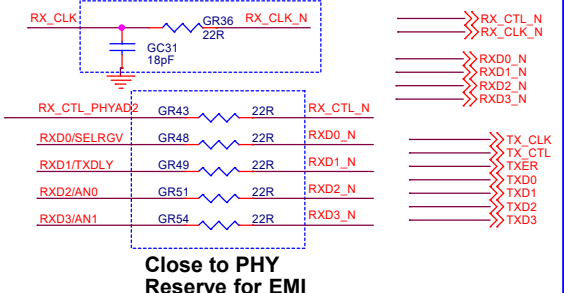 RX_CLK GR36 RX_CLK_N
22R
GC31
18pF
RX_CTL_PHYAD2 GR43 22R RX_CTL_N
RXD0/SELRGV GR48 22R RXD0_N
RXD1/TXDLY GR49 22R RXD1_N
RXD2/AN0 GR51 22R RXD2_N
RXD3/AN1 GR54 22R RXD3_N
Close to PHY
Reserve for EMI
RX_CTL_N
RX_CLK_N
RXD0_N
RXD1_N
RXD2_N
RXD3_N
TX_CLK
TX_CTL
TXER
TXD0
TXD1
TXD2
TXD3